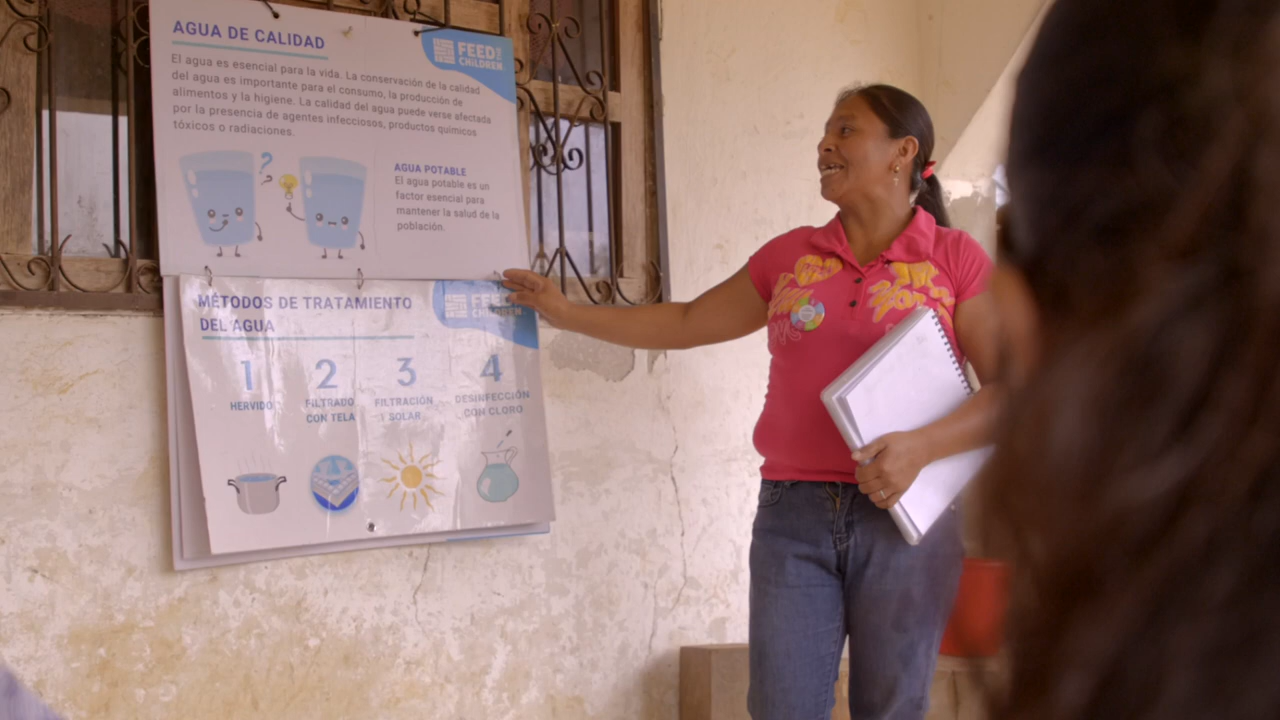 AGUA DE CALIDAD
FEED THE
CHILDREN
El agua es esencial para la vida. La conservación de la calidad
del agua es importante para el consumo, la producción de
alimentos y la higiene. La calidad del agua puede verse afectada
por la presencia de agentes infecciosos, productos químicos
tóxicos o radiaciones.
AGUA POTABLE
El agua potable es un
factor esencial para
mantener la salud de la
población.
MÉTODOS DE TRATAMIENTO
DEL AGUA
FEED
CHILDREN
1 2 3 4
HERVIDO FILTRADO FILTRACIÓN DESINFECCIÓN
CON TELA SOLAR CON CLORO